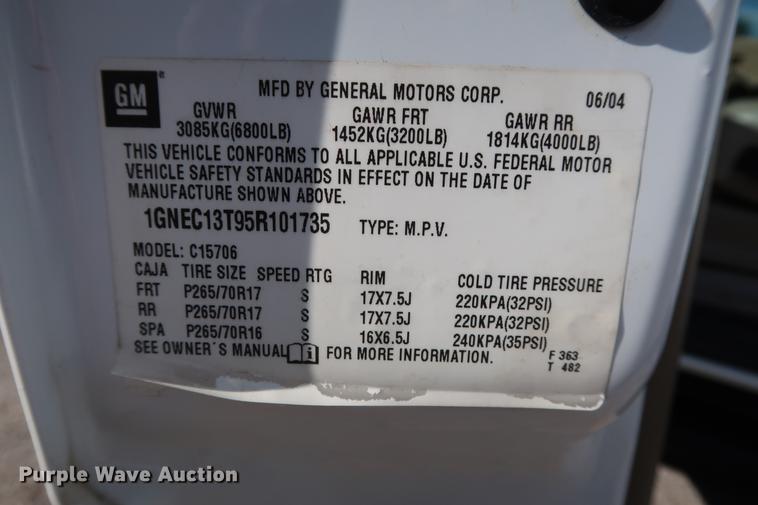 GM
MFD BY GENERAL MOTORS CORP. 06/04
GVWR GAWR FRT GAWR RR
3085KG(6800LB) 1452KG(3200LB) 1814KG(4000LB)
THIS VEHICLE CONFORMS TO ALL APPLICABLE U.S. FEDERAL MOTOR
VEHICLE SAFETY STANDARDS IN EFFECT ON THE DATE OF
MANUFACTURE SHOWN ABOVE.
1GNEC13T95R101735 TYPE: M.P.V.
MODEL: C15706
CAJA TIRE SIZE SPEED RTG RIM COLD TIRE PRESSURE
FRT P265/70R17 S 17X7.5J 220KPA(32PSI)
RR P265/70R17 S 17X7.5J 220KPA(32PSI)
SPA P265/70R16 S 16X6.5J 240KPA(35PSI)
SEE OWNER'S MANUAL i FOR MORE INFORMATION.
F 363
T 482
Purple Wave Auction